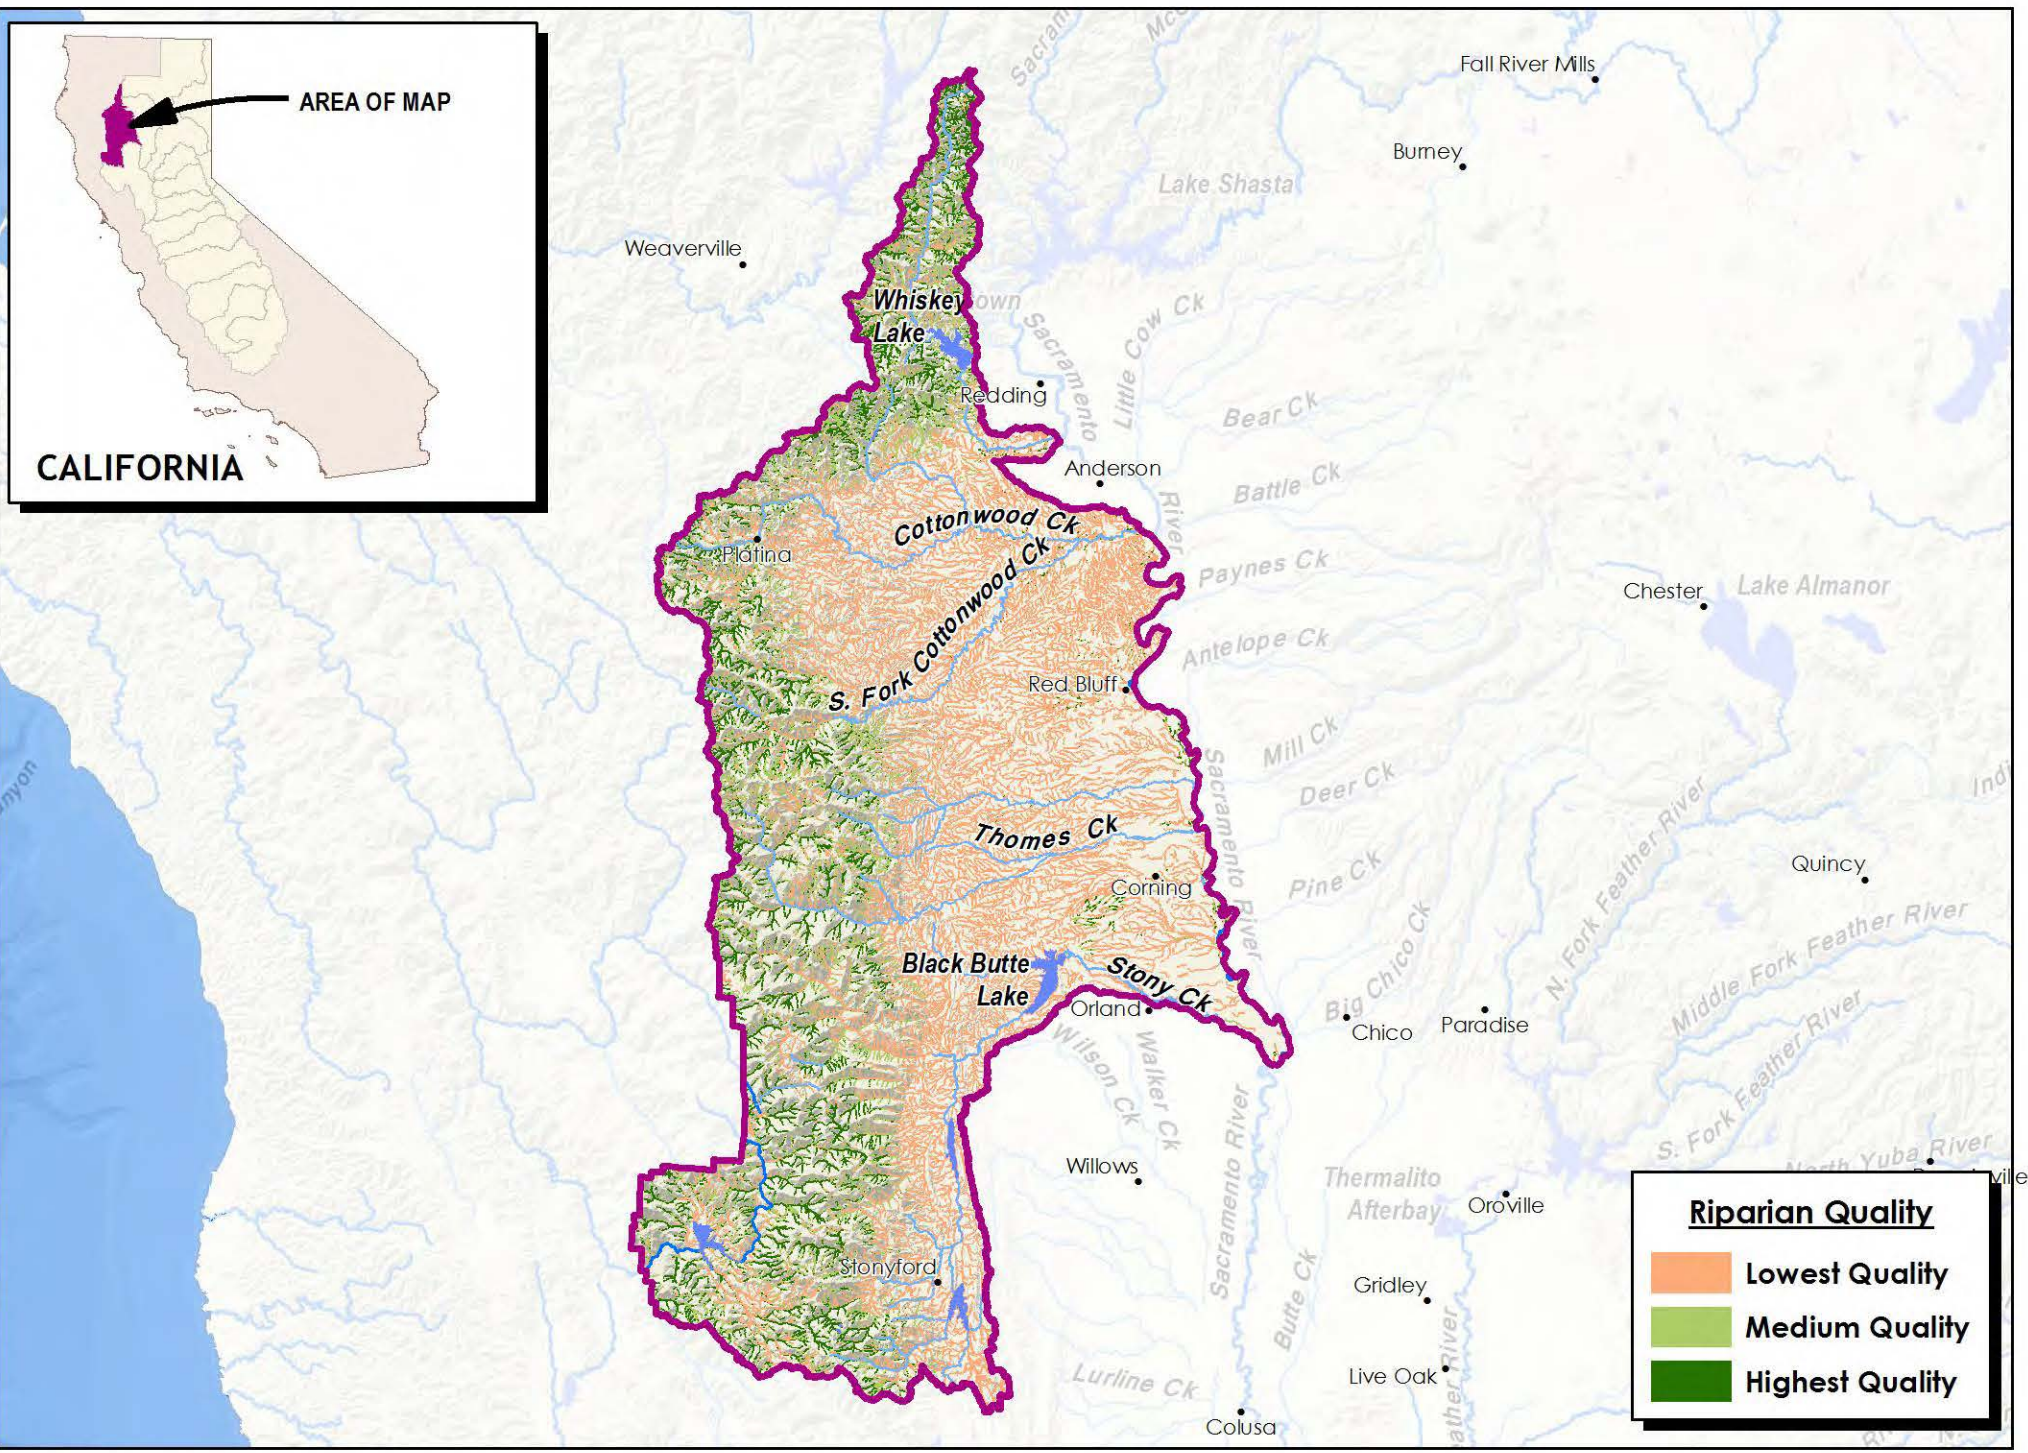 AREA OF MAP
CALIFORNIA
Fall River Mills
Burney
Lake Shasta
Weaverville
Whiskey
Lake
Sacramento
Little Cow Ck
Redding
Bear Ck
Anderson
Battle Ck
River
Cottonwood Ck
Platina
S. Fork Cottonwood Ck
Paynes Ck
Chester
Lake Almanor
Antelope Ck
Red Bluff
Mill Ck
Deer Ck
Sacramento River
Thomes Ck
Pine Ck
Corning
N. Fork Feather River
Quincy
Black Butte
Lake
Stony Ck
Orland
Big Chico Ck
Chico
Paradise
Middle Fork Feather River
Wilson Ck
Walker Ck
S. Fork Feather River
North Yuba River
Willows
Sacramento River
Thermalito
Afterbay
Oroville
Stonyford
Butte Ck
Gridley
Live Oak
Lurline Ck
Colusa
Riparian Quality
Lowest Quality
Medium Quality
Highest Quality